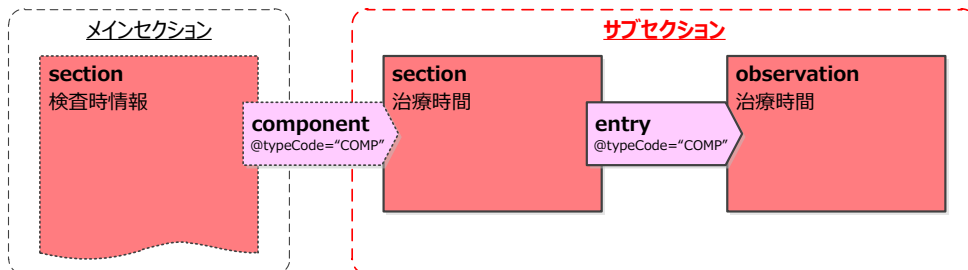 メインセクション
サブセクション
section
検査時情報
component
@typeCode=“COMP”
section
治療時間
entry
@typeCode=“COMP”
observation
治療時間